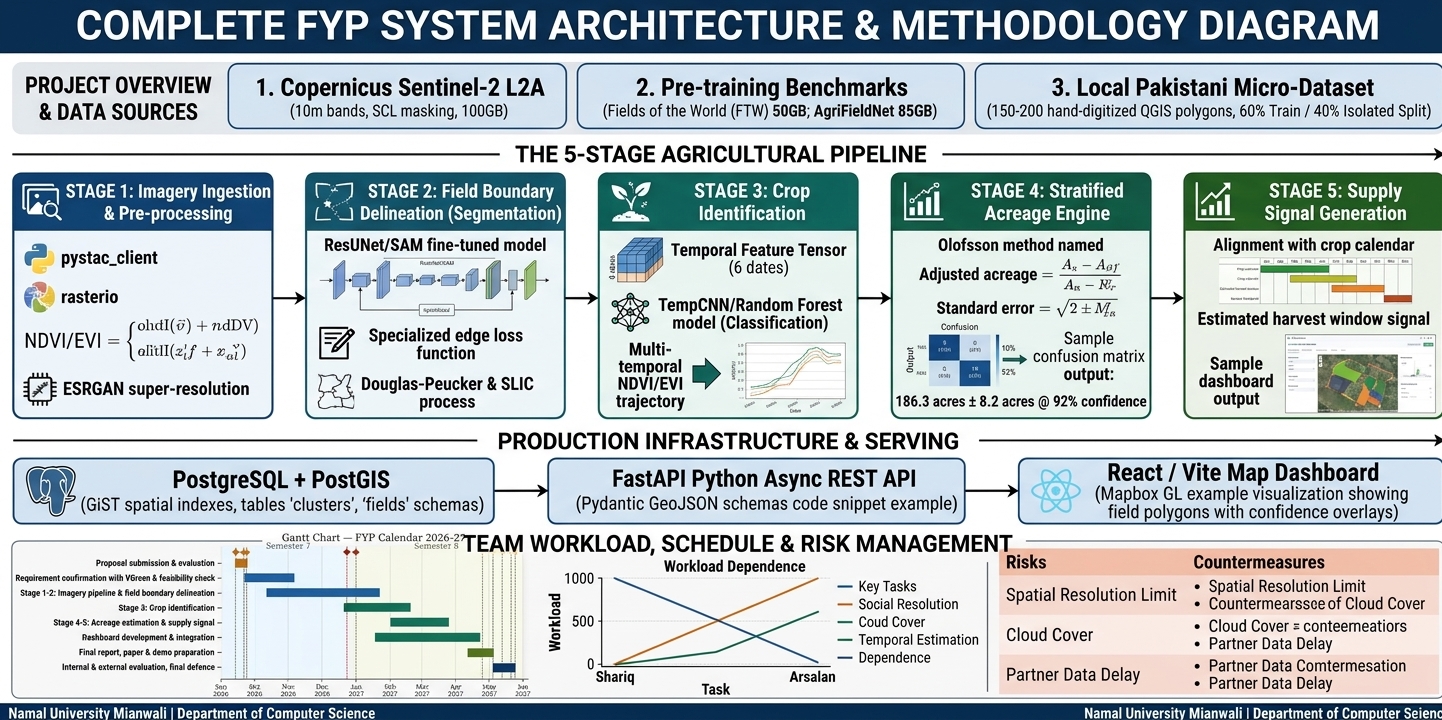 COMPLETE FYP SYSTEM ARCHITECTURE & METHODOLOGY DIAGRAM
PROJECT OVERVIEW
& DATA SOURCES
1. Copernicus Sentinel-2 L2A
(10m bands, SCL masking, 100GB)
2. Pre-training Benchmarks
(Fields of the World (FTW) 50GB; AgriFieldNet 85GB)
3. Local Pakistani Micro-Dataset
(150-200 hand-digitized QGIS polygons, 60% Train / 40% Isolated Split)
THE 5-STAGE AGRICULTURAL PIPELINE
STAGE 1: Imagery Ingestion
& Pre-processing
pystac_client
rasterio
NDVI/EVI =
ESRGAN super-resolution
STAGE 2: Field Boundary
Delineation (Segmentation)
ResUNet/SAM fine-tuned model
Specialized edge loss
function
Douglas-Peucker & SLIC
process
STAGE 3: Crop
Identification
Temporal Feature Tensor
(6 dates)
TempCNN/Random Forest
model (Classification)
Multi-
temporal
NDVI/EVI
trajectory
STAGE 4: Stratified
Acreage Engine
Olofsson method named
Adjusted acreage =
Standard error =
Confusion
Output
10%
52%
Sample
confusion matrix
output:
186.3 acres ± 8.2 acres @ 92% confidence
STAGE 5: Supply
Signal Generation
Alignment with crop calendar
Estimated harvest window signal
Sample
dashboard
output
PRODUCTION INFRASTRUCTURE & SERVING
PostgreSQL + PostGIS
(GiST spatial indexes, tables 'clusters', 'fields' schemas)
FastAPI Python Async REST API
(Pydantic GeoJSON schemas code snippet example)
React / Vite Map Dashboard
(Mapbox GL example visualization showing
field polygons with confidence overlays)
TEAM WORKLOAD, SCHEDULE & RISK MANAGEMENT
Gantt Chart — FYP Calendar 2026-27
Semester 7
Semester 8
Proposal submission & evaluation
Requirement confirmation with VGreen & feasibility check
Stage 1-2: Imagery pipeline & field boundary delineation
Stage 3: Crop identification
Stage 4-S: Acreage estimation & supply signal
Dashboard development & integration
Final report, paper & demo preparation
Internal & external evaluation, final defence
Nov
2026
Dec
2026
Jan
2027
Apr
2027
Workload Dependence
Workload
1000
500
0
Shariq
Arsalan
Task
Key Tasks
Social Resolution
Coud Cover
Temporal Estimation
Dependence
Risks
Countermeasures
Spatial Resolution Limit
• Spatial Resolution Limit
• Countermearssee of Cloud Cover
Cloud Cover
• Cloud Cover = conteemeatiors
• Partner Data Delay
Partner Data Delay
• Partner Data Comtermesation
• Partner Data Delay
Namal University Mianwali | Department of Computer Science
Namal University Mianwali | Department of Computer Scienc